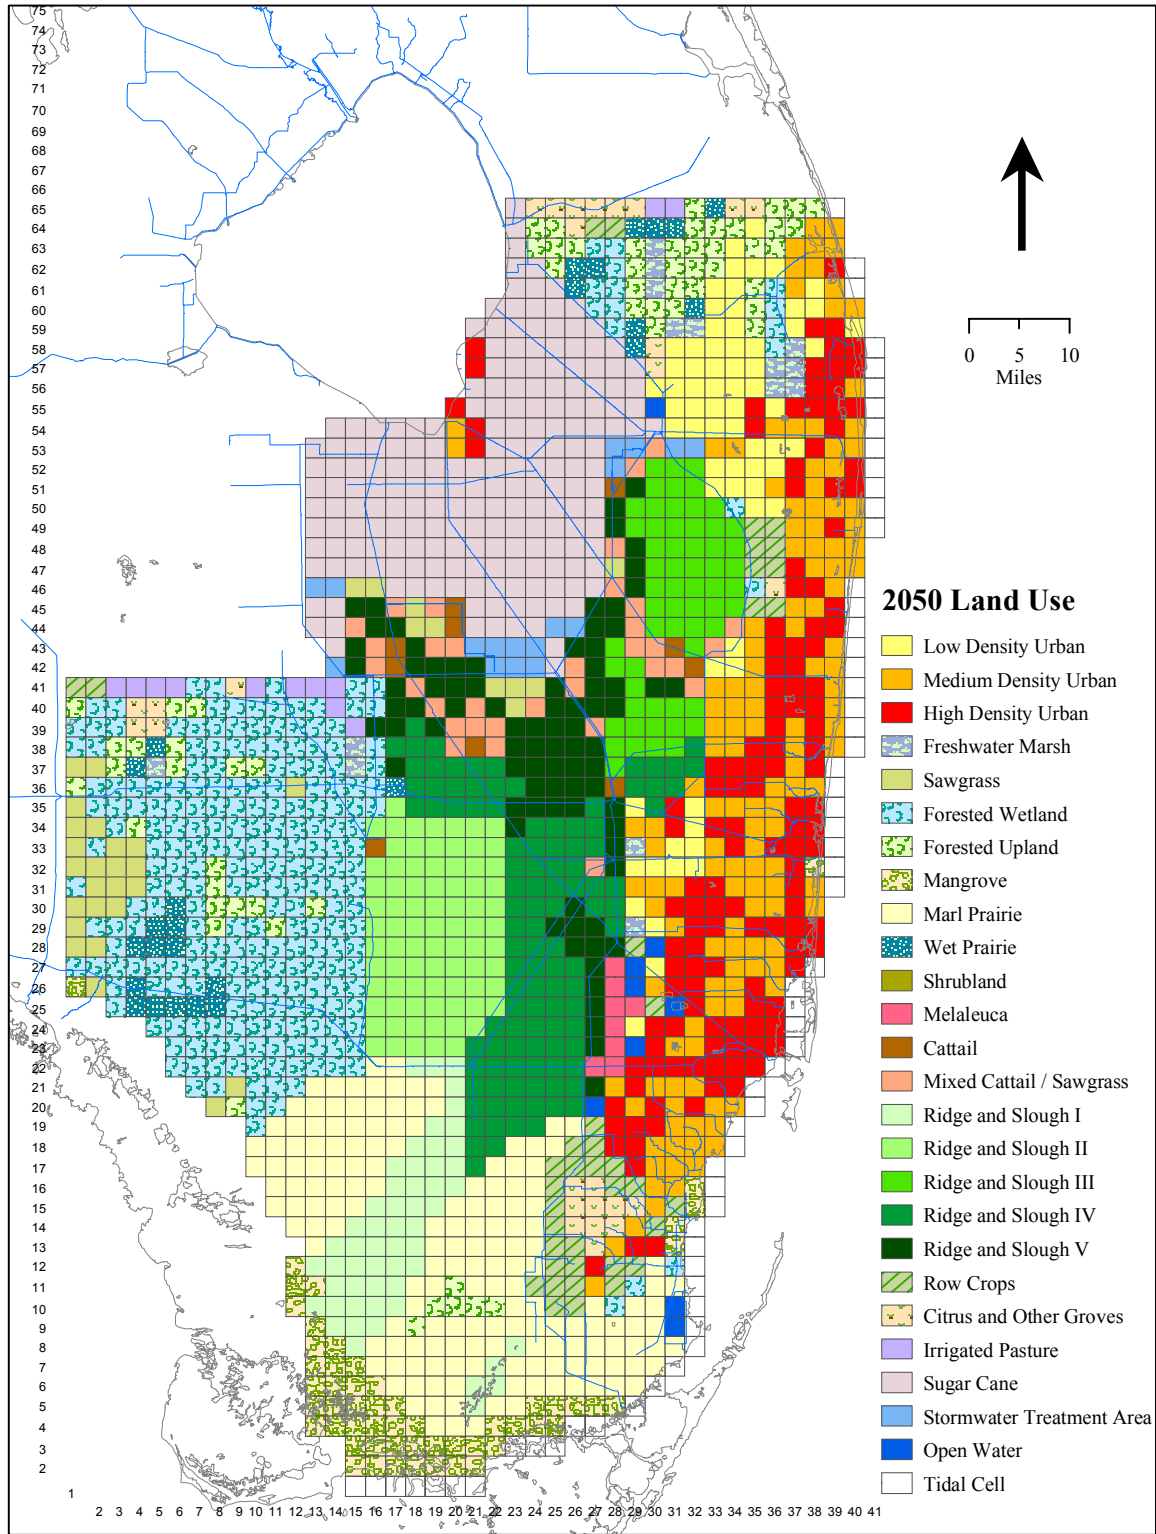 75
74
73
72
71
70
69
68
67
66
65
64
63
62
61
60
59
58
57
56
55
54
53
52
51
50
49
48
47
46
45
44
43
42
41
40
39
38
37
36
35
34
33
32
31
30
29
28
27
26
25
24
23
22
21
20
19
18
17
16
15
14
13
12
11
10
9
8
7
6
5
4
3
2
1
2 3 4 5 6 7 8 9 10 11 12 13 14 15 16 17 18 19 20 21 22 23 24 25 26 27 28 29 30 31 32 33 34 35 36 37 38 39 40 41
0 5 10
Miles
2050 Land Use
Low Density Urban
Medium Density Urban
High Density Urban
Freshwater Marsh
Sawgrass
Forested Wetland
Forested Upland
Mangrove
Marl Prairie
Wet Prairie
Shrubland
Melaleuca
Cattail
Mixed Cattail / Sawgrass
Ridge and Slough I
Ridge and Slough II
Ridge and Slough III
Ridge and Slough IV
Ridge and Slough V
Row Crops
Citrus and Other Groves
Irrigated Pasture
Sugar Cane
Stormwater Treatment Area
Open Water
Tidal Cell